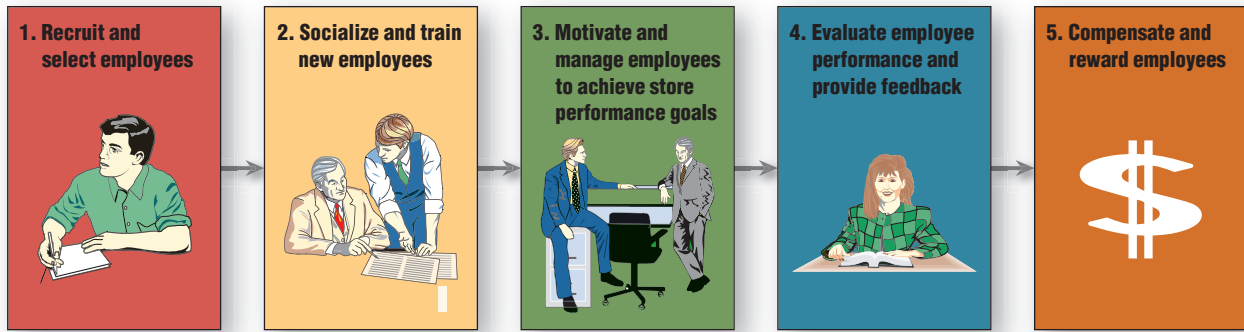 1. Recruit and
select employees
2. Socialize and train
new employees
3. Motivate and
manage employees
to achieve store
performance goals
4. Evaluate employee
performance and
provide feedback
5. Compensate and
reward employees
$